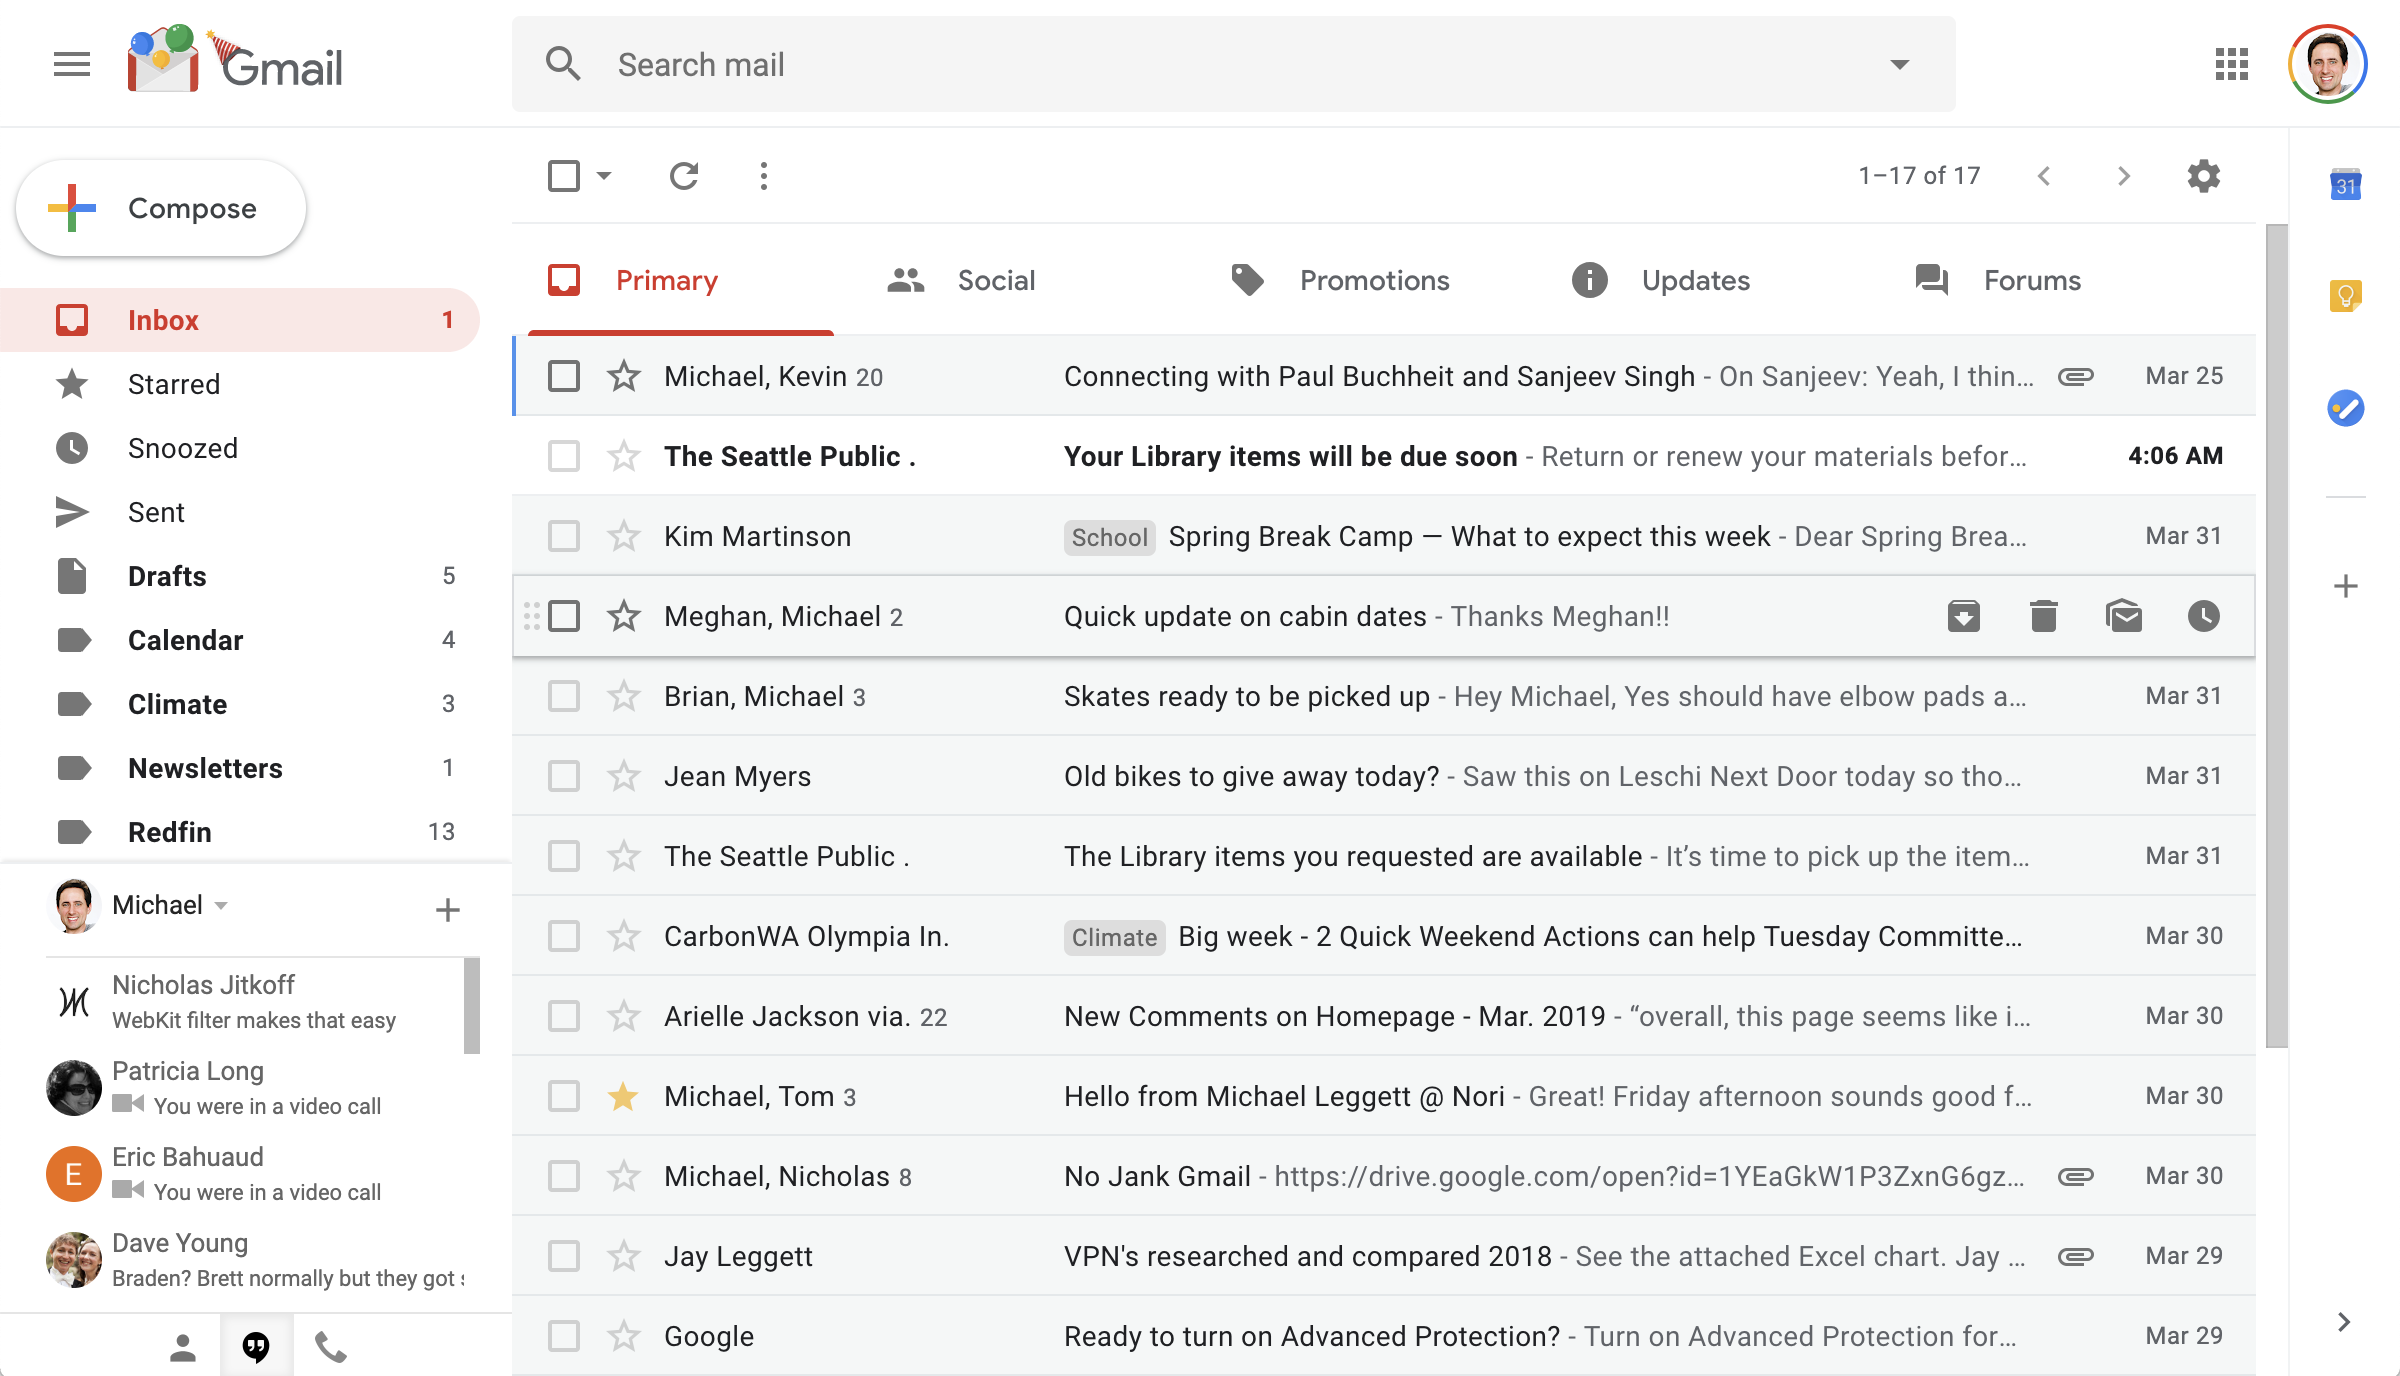 Gmail
Search mail
Compose
1–17 of 17
31
Primary
Social
Promotions
Updates
Forums
Inbox 1
Starred
Snoozed
Sent
Drafts 5
Calendar 4
Climate 3
Newsletters 1
Redfin 13
Michael, Kevin 20 Connecting with Paul Buchheit and Sanjeev Singh - On Sanjeev: Yeah, I thin... Mar 25
The Seattle Public . Your Library items will be due soon - Return or renew your materials befor... 4:06 AM
Kim Martinson School Spring Break Camp — What to expect this week - Dear Spring Brea... Mar 31
Meghan, Michael 2 Quick update on cabin dates - Thanks Meghan!!
Brian, Michael 3 Skates ready to be picked up - Hey Michael, Yes should have elbow pads a... Mar 31
Jean Myers Old bikes to give away today? - Saw this on Leschi Next Door today so tho... Mar 31
The Seattle Public . The Library items you requested are available - It’s time to pick up the item... Mar 31
CarbonWA Olympia In. Climate Big week - 2 Quick Weekend Actions can help Tuesday Committe... Mar 30
Arielle Jackson via. 22 New Comments on Homepage - Mar. 2019 - “overall, this page seems like i... Mar 30
Michael, Tom 3 Hello from Michael Leggett @ Nori - Great! Friday afternoon sounds good f... Mar 30
Michael, Nicholas 8 No Jank Gmail - https://drive.google.com/open?id=1YEaGkW1P3ZxnG6gz... Mar 30
Jay Leggett VPN's researched and compared 2018 - See the attached Excel chart. Jay ... Mar 29
Google Ready to turn on Advanced Protection? - Turn on Advanced Protection for... Mar 29
Michael
Nicholas Jitkoff
WebKit filter makes that easy
Patricia Long
You were in a video call
E
Eric Bahuaud
You were in a video call
Dave Young
Braden? Brett normally but they got